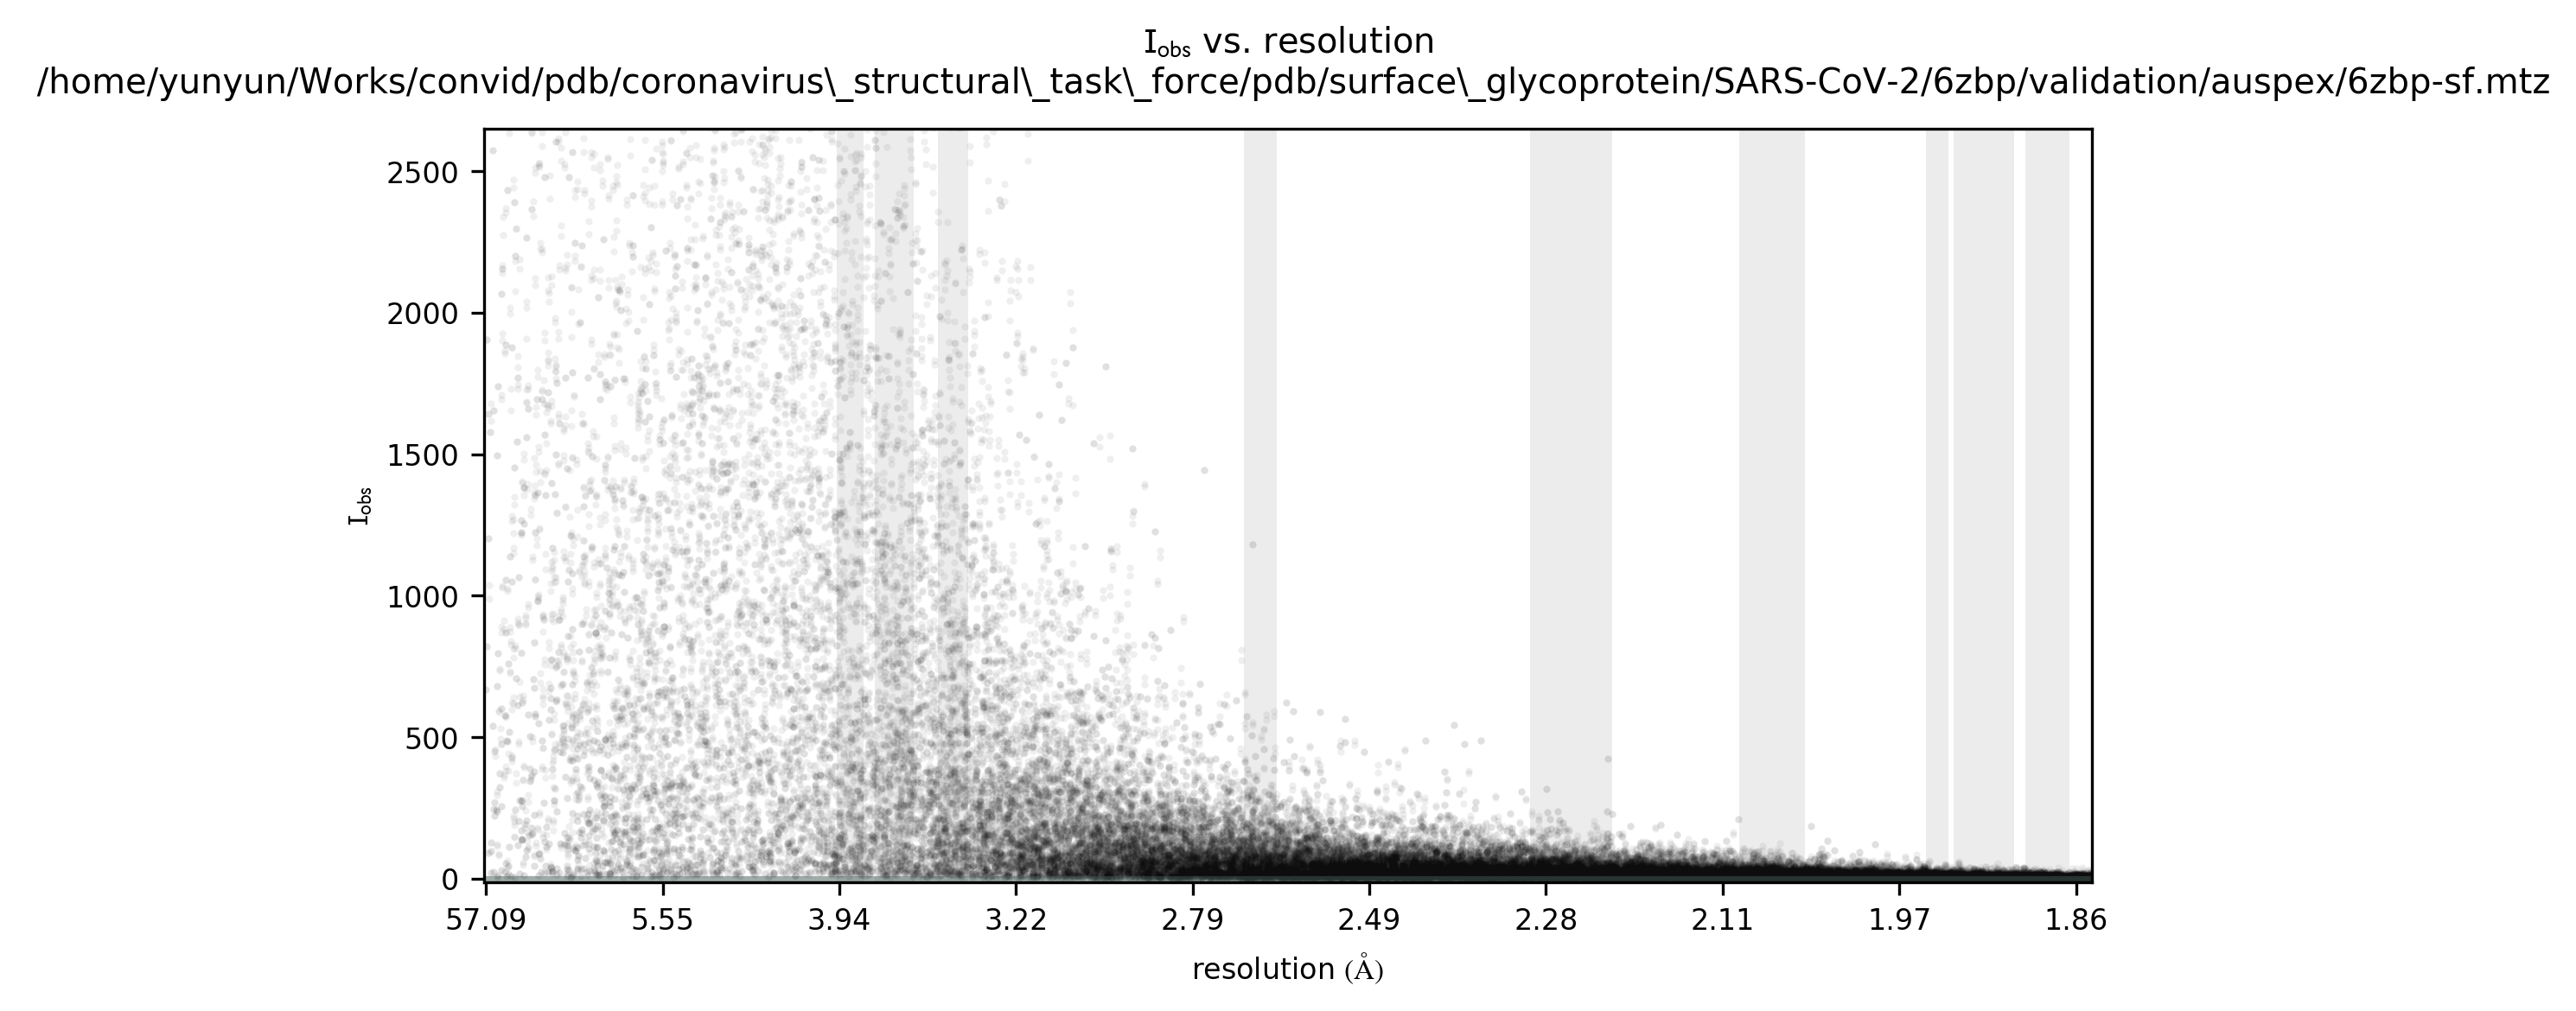 I_obs vs. resolution
/home/yunyun/Works/convid/pdb/coronavirus\_structural\_task\_force/pdb/surface\_glycoprotein/SARS-CoV-2/6zbp/validation/auspex/6zbp-sf.mtz
2500
2000
1500
1000
500
0
I_obs
57.09 5.55 3.94 3.22 2.79 2.49 2.28 2.11 1.97 1.86
resolution (Å)